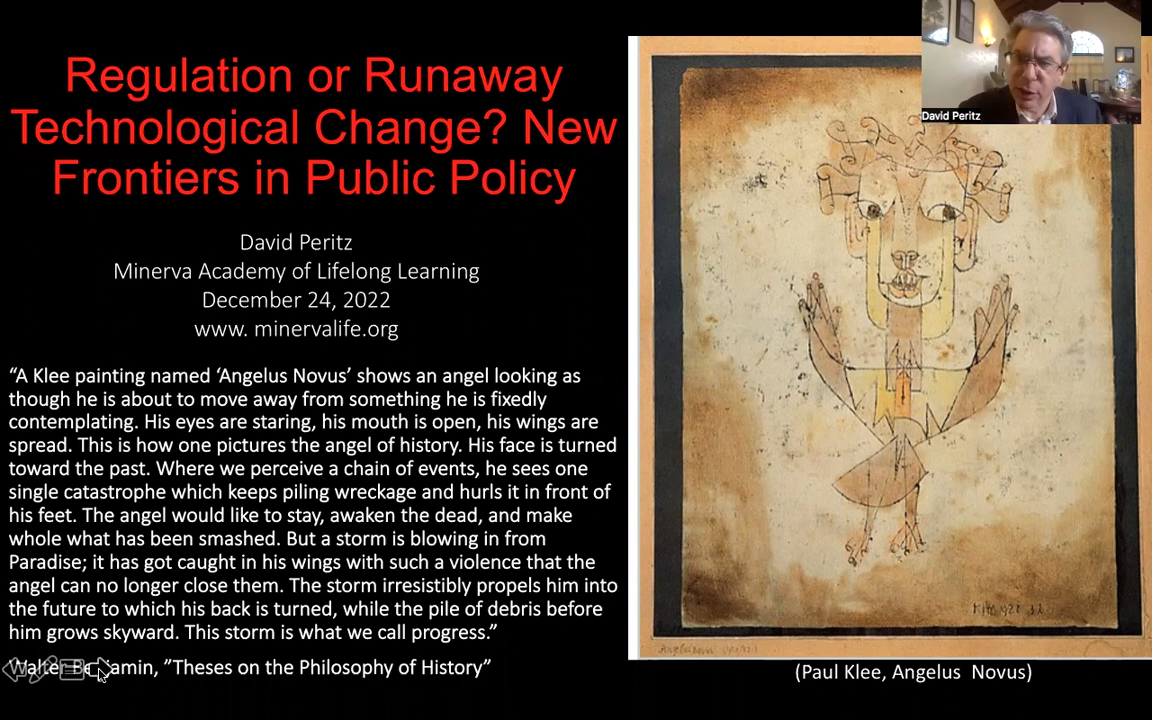 Regulation or Runaway
Technological Change? New
Frontiers in Public Policy
David Peritz
Minerva Academy of Lifelong Learning
December 24, 2022
www. minervalife.org
“A Klee painting named ‘Angelus Novus’ shows an angel looking as
though he is about to move away from something he is fixedly
contemplating. His eyes are staring, his mouth is open, his wings are
spread. This is how one pictures the angel of history. His face is turned
toward the past. Where we perceive a chain of events, he sees one
single catastrophe which keeps piling wreckage and hurls it in front of
his feet. The angel would like to stay, awaken the dead, and make
whole what has been smashed. But a storm is blowing in from
Paradise; it has got caught in his wings with such a violence that the
angel can no longer close them. The storm irresistibly propels him into
the future to which his back is turned, while the pile of debris before
him grows skyward. This storm is what we call progress.”
Walter Benjamin, ”Theses on the Philosophy of History”
David Peritz
(Paul Klee, Angelus Novus)